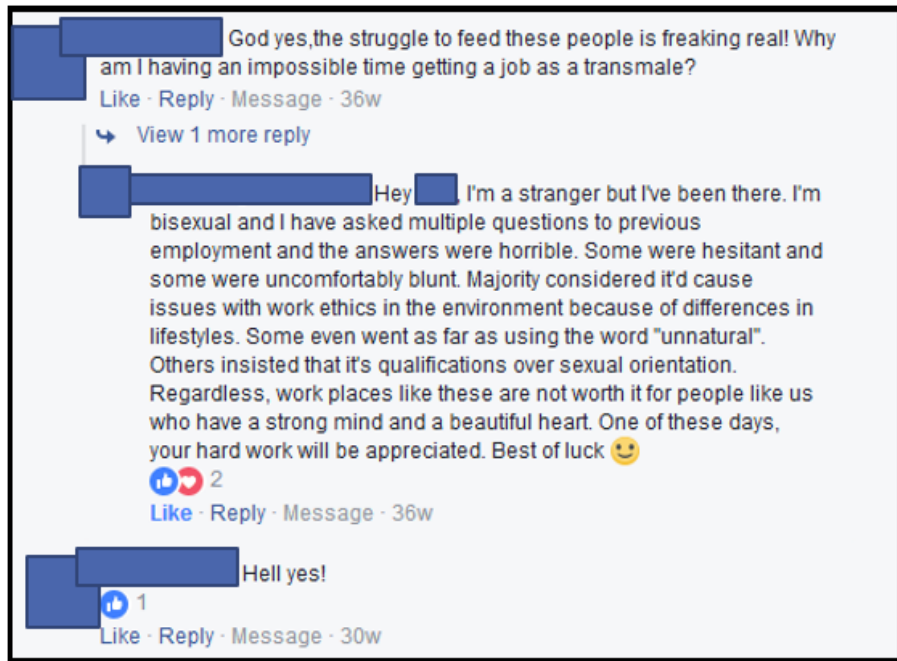 God yes,the struggle to feed these people is freaking real! Why
am I having an impossible time getting a job as a transmale?
Like · Reply · Message · 36w
View 1 more reply
Hey , I'm a stranger but I've been there. I'm
bisexual and I have asked multiple questions to previous
employment and the answers were horrible. Some were hesitant and
some were uncomfortably blunt. Majority considered it'd cause
issues with work ethics in the environment because of differences in
lifestyles. Some even went as far as using the word "unnatural".
Others insisted that it's qualifications over sexual orientation.
Regardless, work places like these are not worth it for people like us
who have a strong mind and a beautiful heart. One of these days,
your hard work will be appreciated. Best of luck 🙂
2
Like · Reply · Message · 36w
Hell yes!
1
Like · Reply · Message · 30w